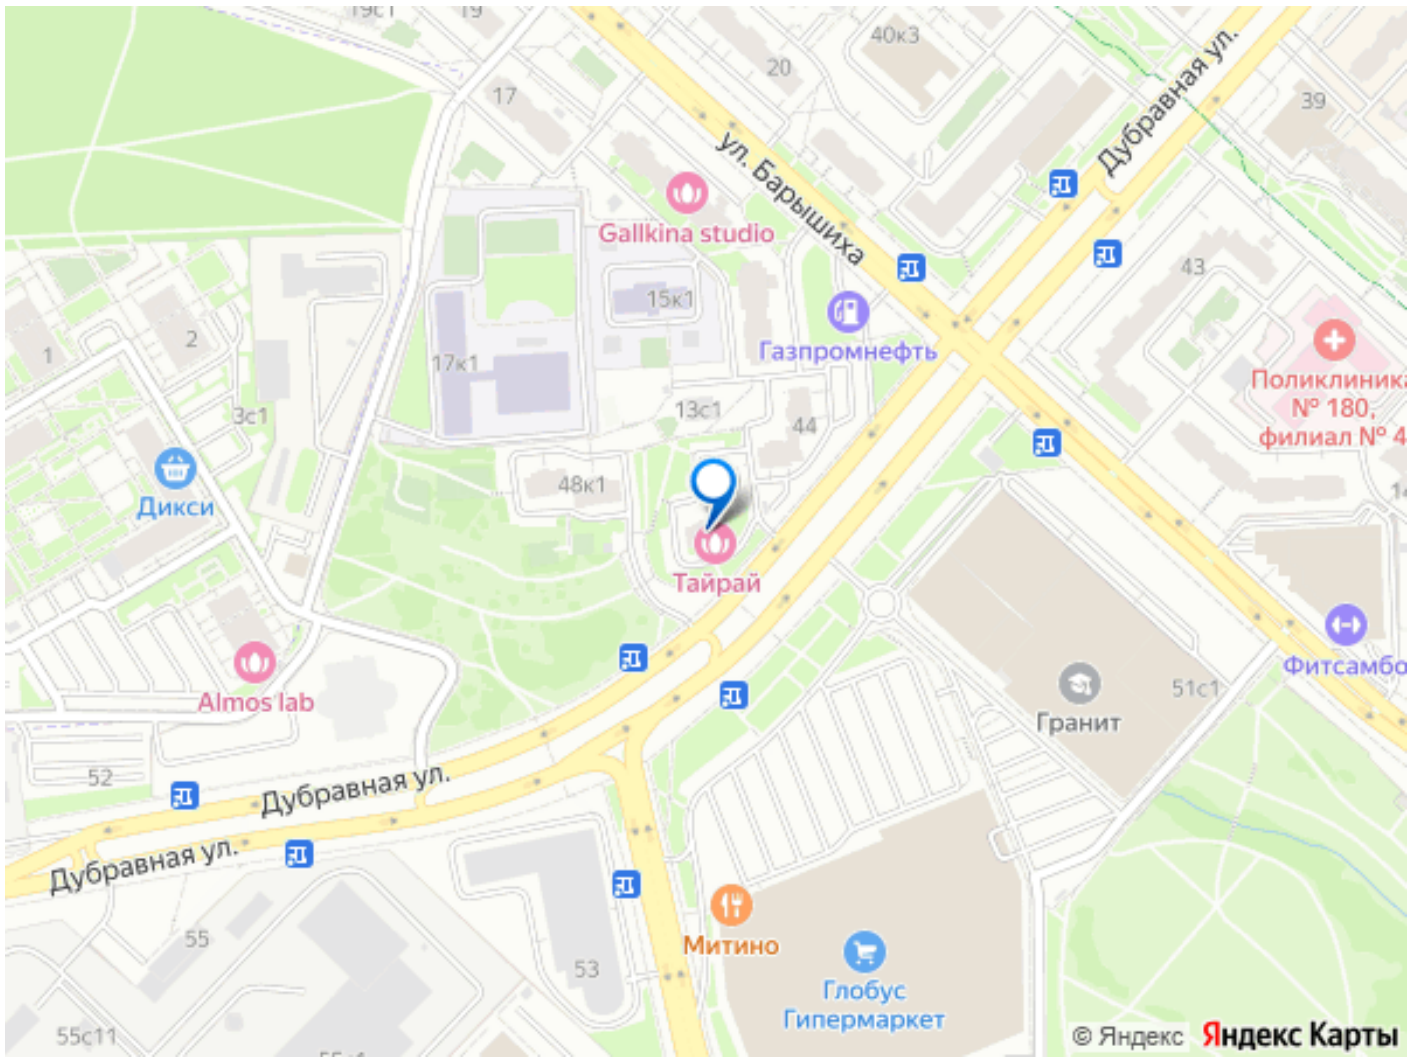 19с1
19
40к3
20
Дубравная ул.
17
39
ул. Барышиха
Gallkina studio
43
15к1
Газпромнефть
1
2
17к1
Поликлиника
№ 180,
филиал № 4
3с1
13с1
44
Дикси
48к1
14
Тайрай
Фитсамбо
Almos lab
51с1
Гранит
52
Дубравная ул.
Дубравная ул.
55
Митино
53
Глобус
Гипермаркет
55с11
© Яндекс Яндекс Карты